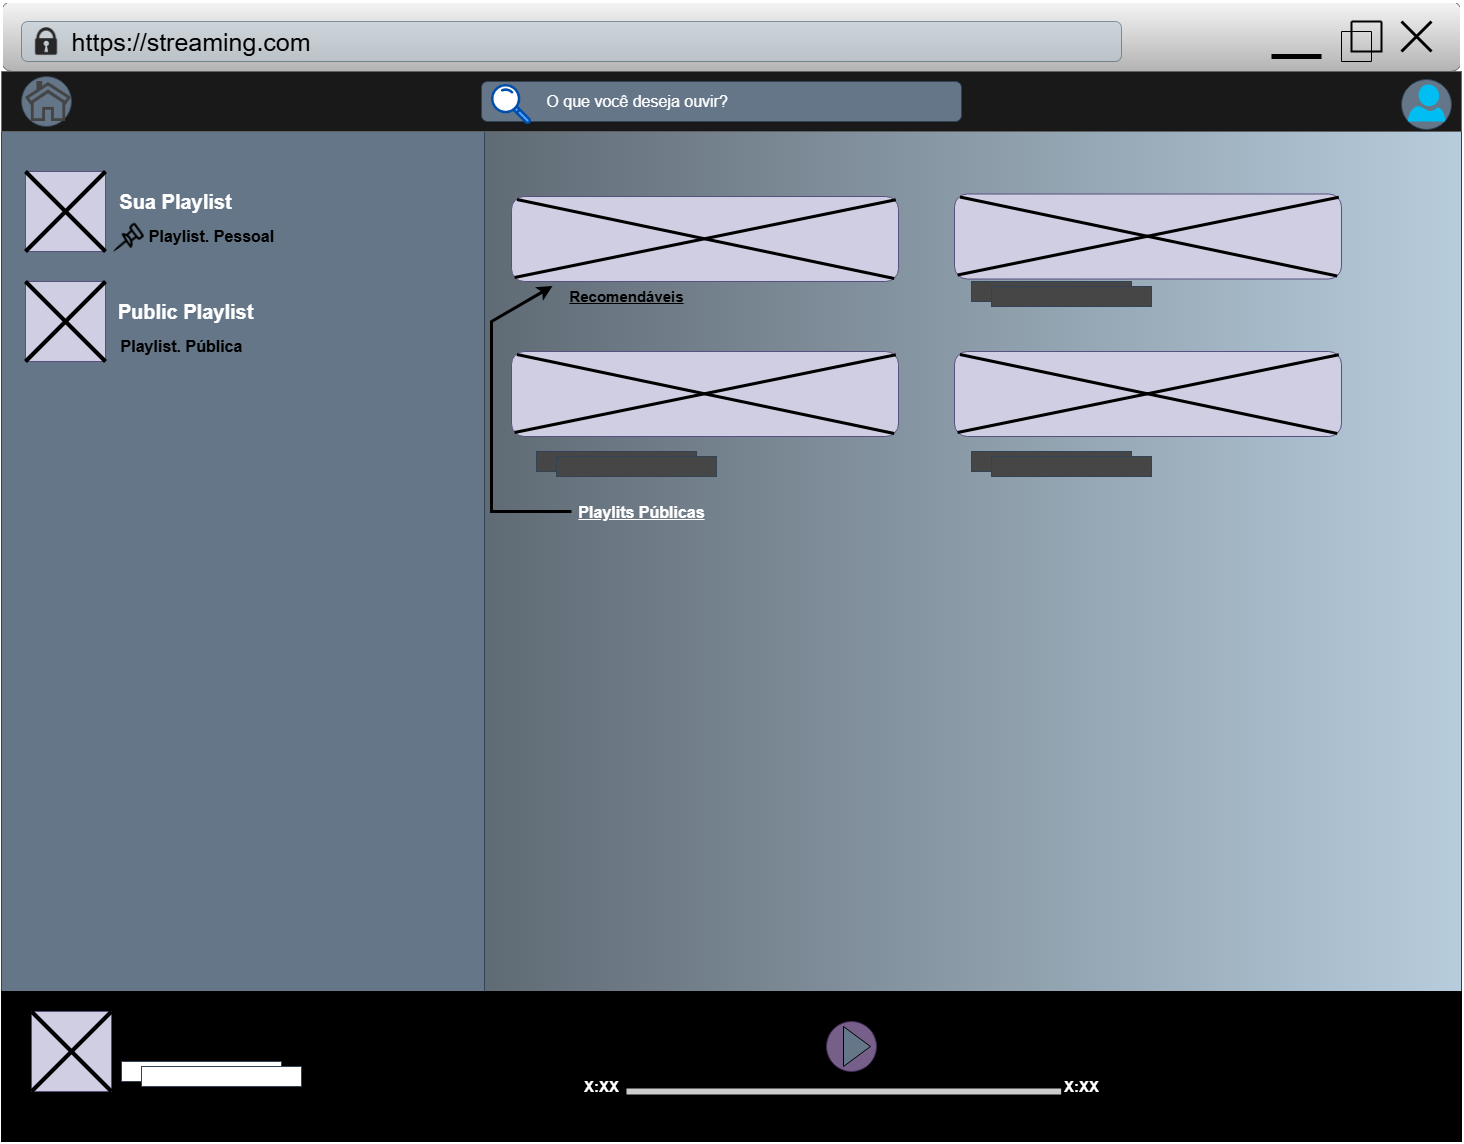 https://streaming.com
O que você deseja ouvir?
Sua Playlist
Playlist. Pessoal
Public Playlist
Playlist. Pública
Recomendáveis
Playlits Públicas
X:XX
X:XX